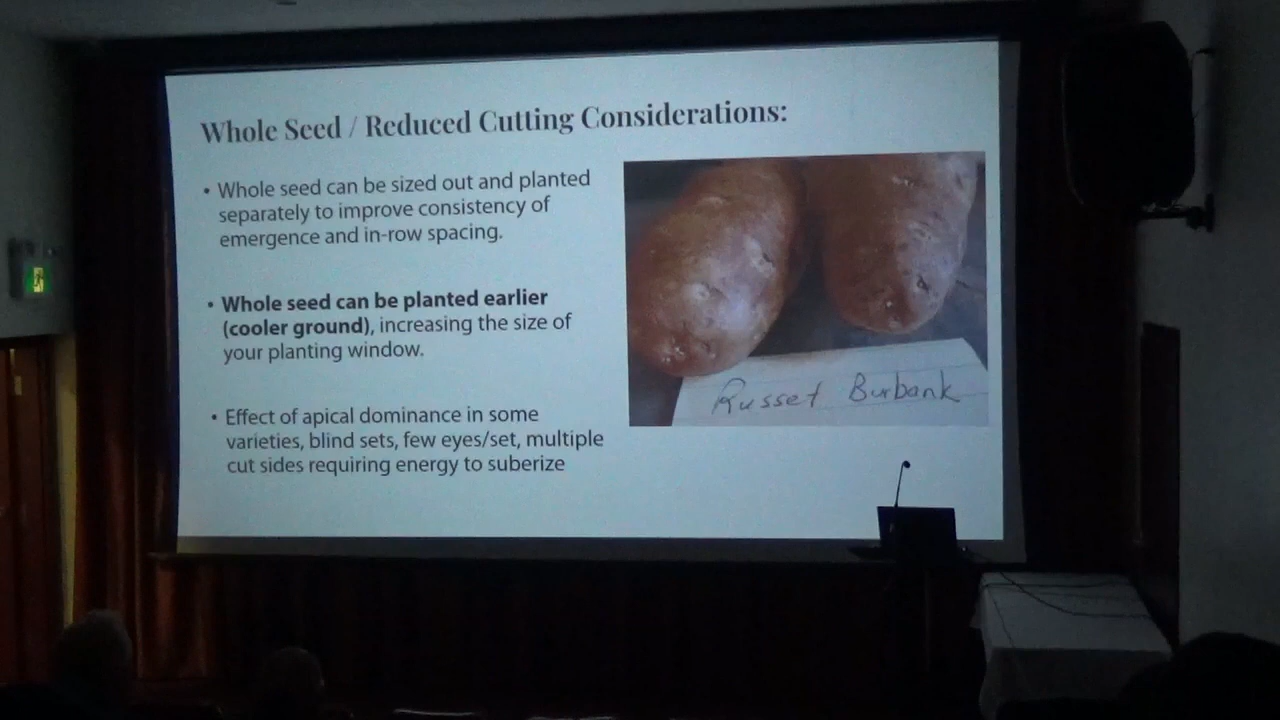 Whole Seed / Reduced Cutting Considerations:
• Whole seed can be sized out and planted
separately to improve consistency of
emergence and in-row spacing.
• Whole seed can be planted earlier
(cooler ground), increasing the size of
your planting window.
• Effect of apical dominance in some
varieties, blind sets, few eyes/set, multiple
cut sides requiring energy to suberize
Russet Burbank